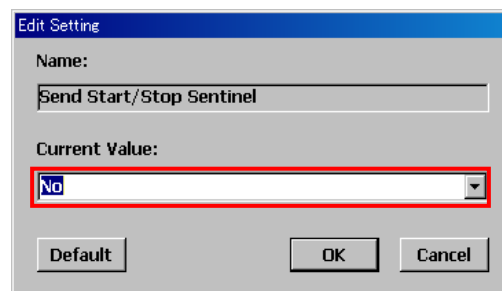 Edit Setting
Name:
Send Start/Stop Sentinel
Current Value:
No
Default OK Cancel